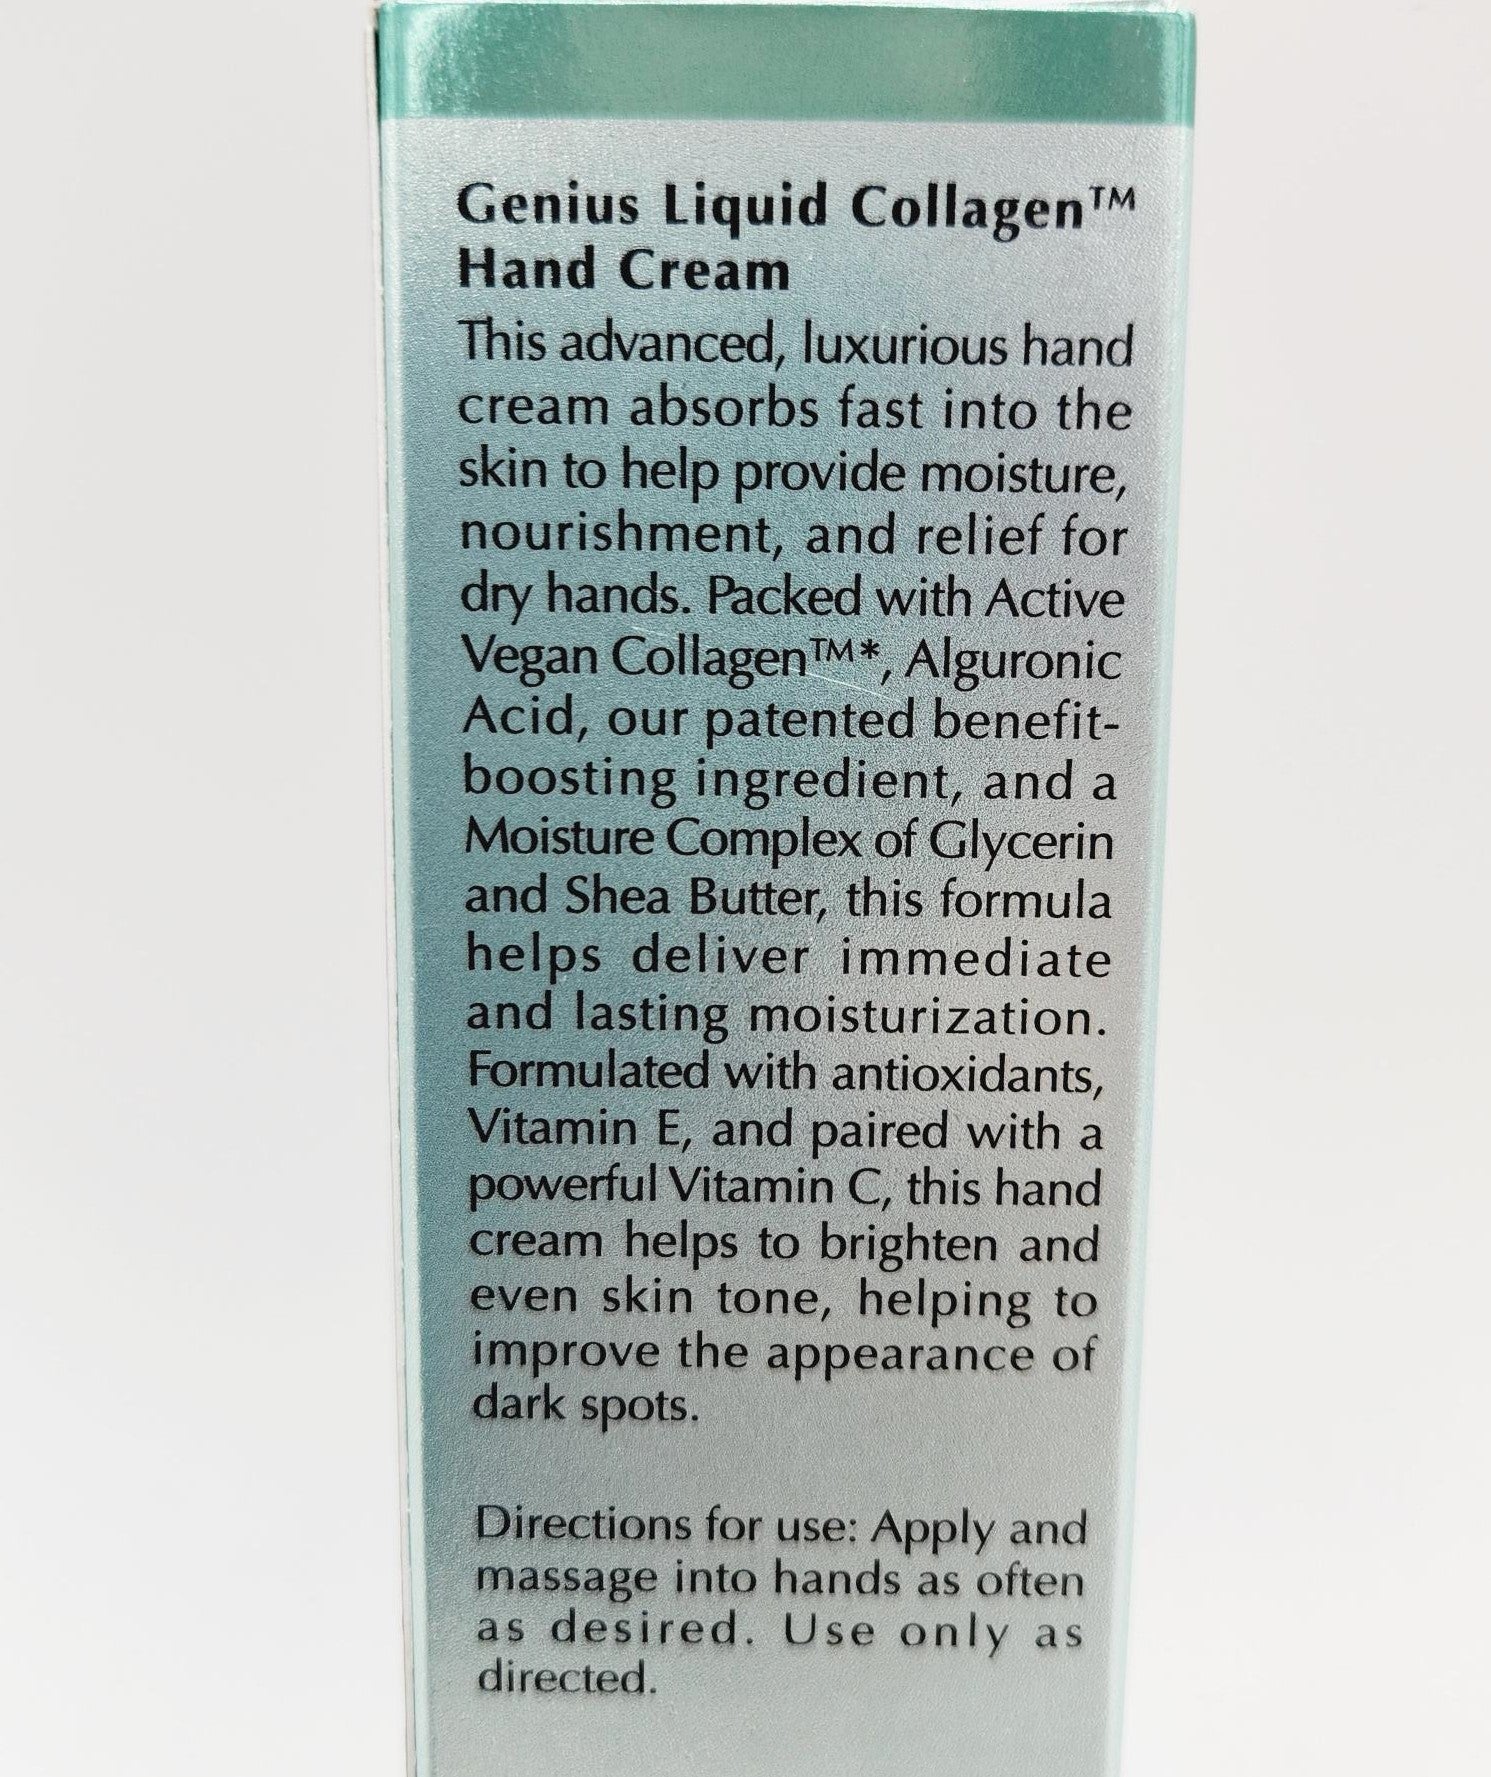 Genius Liquid Collagen™
Hand Cream
This advanced, luxurious hand
cream absorbs fast into the
skin to help provide moisture,
nourishment, and relief for
dry hands. Packed with Active
Vegan Collagen™*, Alguronic
Acid, our patented benefit-
boosting ingredient, and a
Moisture Complex of Glycerin
and Shea Butter, this formula
helps deliver immediate
and lasting moisturization.
Formulated with antioxidants,
Vitamin E, and paired with a
powerful Vitamin C, this hand
cream helps to brighten and
even skin tone, helping to
improve the appearance of
dark spots.
Directions for use: Apply and
massage into hands as often
as desired. Use only as
directed.